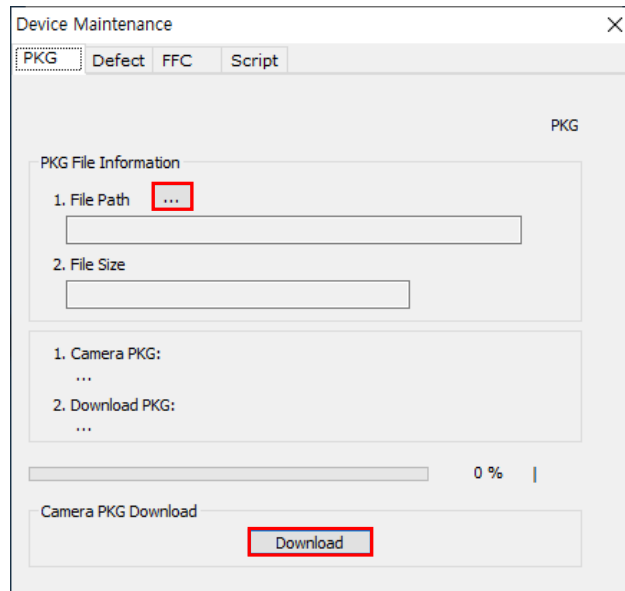 Device Maintenance
PKG Defect FFC Script
PKG
PKG File Information
1. File Path ...
2. File Size
1. Camera PKG:
...
2. Download PKG:
...
0 % |
Camera PKG Download
Download